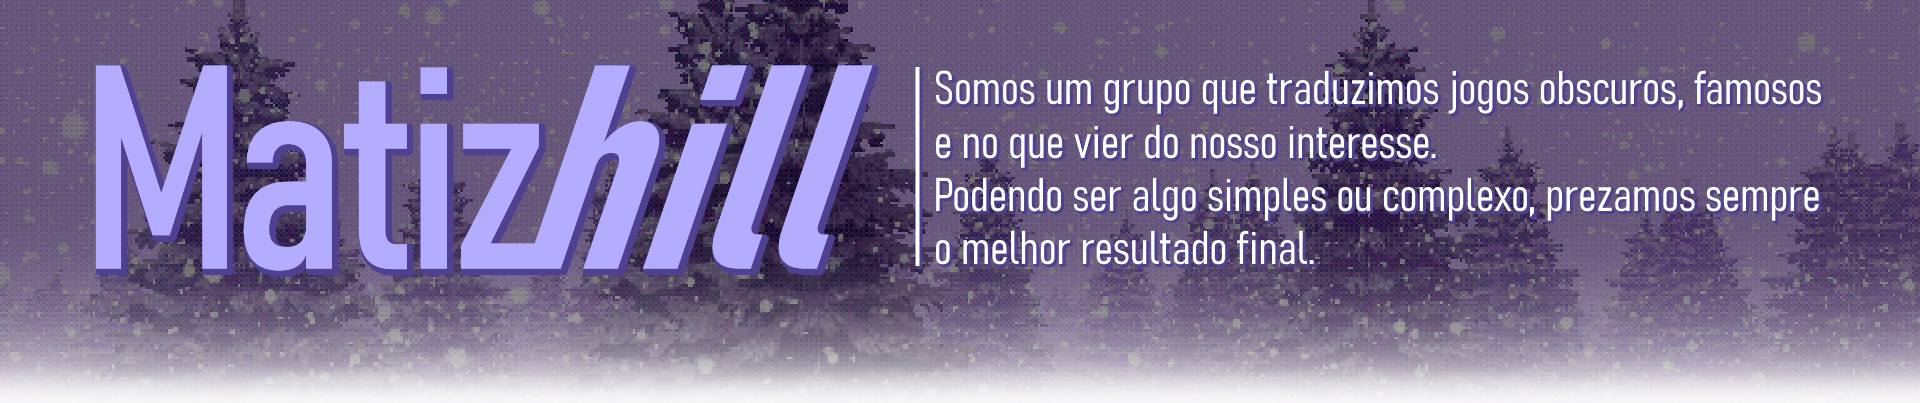 Matizhill
Somos um grupo que traduzimos jogos obscuros, famosos
e no que vier do nosso interesse.
Podendo ser algo simples ou complexo, prezamos sempre
o melhor resultado final.